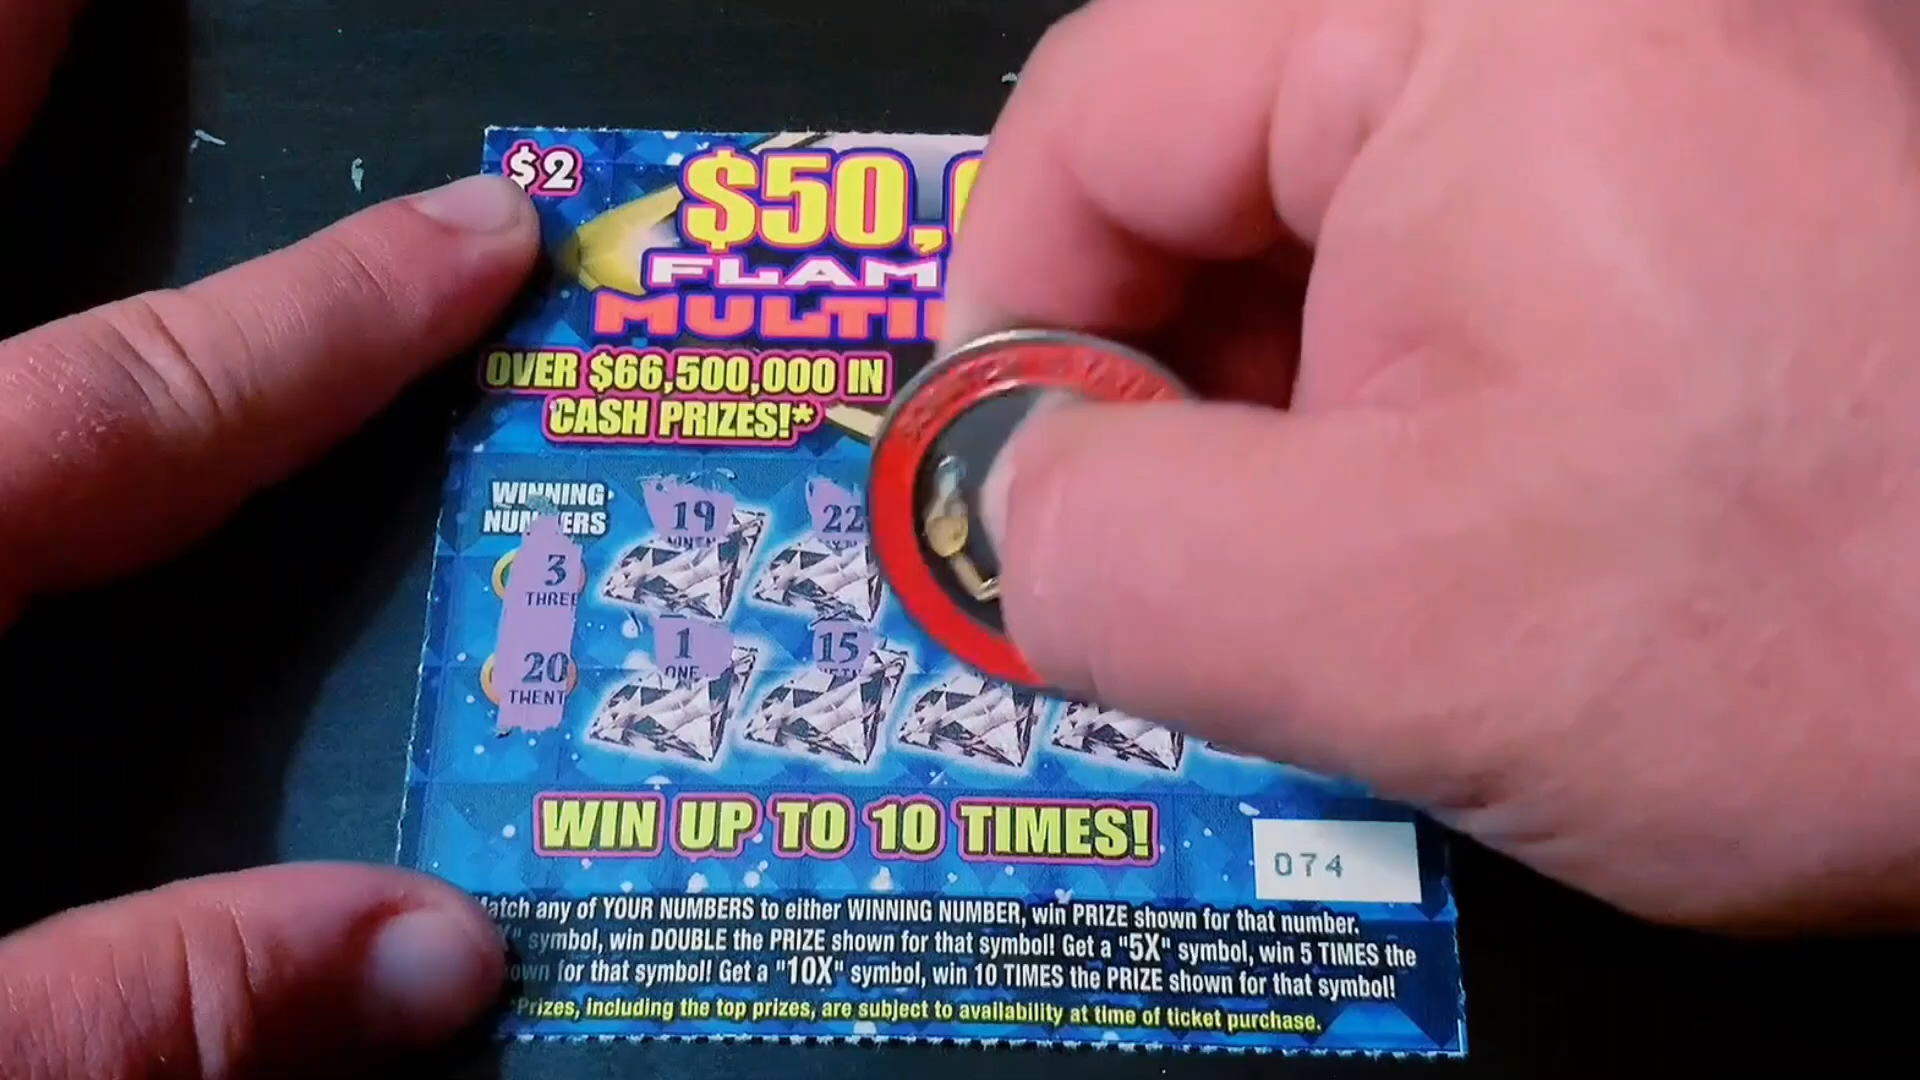 $2
$50,
FLAM
MULTI
OVER $66,500,000 IN
CASH PRIZES!*
WINNING
NUMBERS
19
22
3
THREE
1
ONE
15
20
TWENT
WIN UP TO 10 TIMES!
074
Match any of YOUR NUMBERS to either WINNING NUMBER, win PRIZE shown for that number.
symbol, win DOUBLE the PRIZE shown for that symbol! Get a "5X" symbol, win 5 TIMES the
for that symbol! Get a "10X" symbol, win 10 TIMES the PRIZE shown for that symbol!
*Prizes, including the top prizes, are subject to availability at time of ticket purchase.